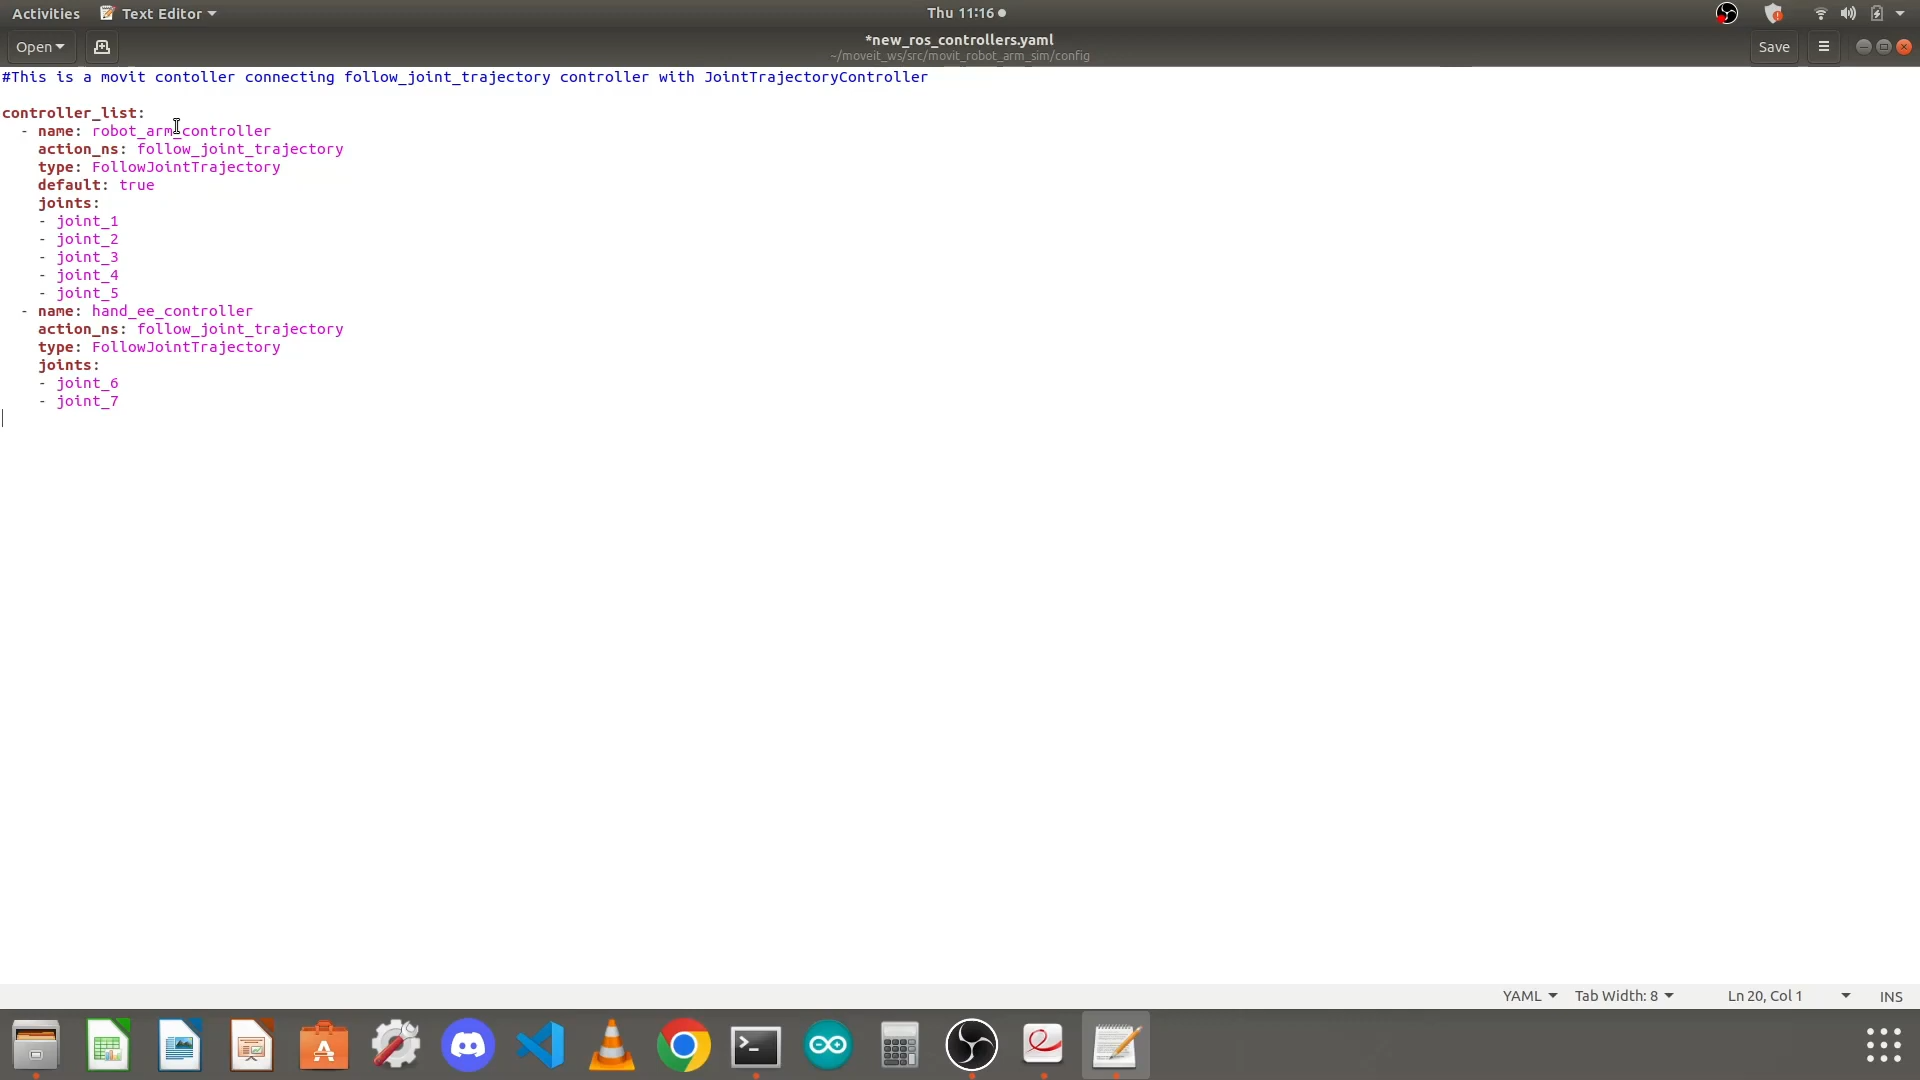 Activities Text Editor Thu 11:16
Open *new_ros_controllers.yaml Save
~/moveit_ws/src/movit_robot_arm_sim/config
#This is a movit contoller connecting follow_joint_trajectory controller with JointTrajectoryController
controller_list:
- name: robot_arm_controller
action_ns: follow_joint_trajectory
type: FollowJointTrajectory
default: true
joints:
- joint_1
- joint_2
- joint_3
- joint_4
- joint_5
- name: hand_ee_controller
action_ns: follow_joint_trajectory
type: FollowJointTrajectory
joints:
- joint_6
- joint_7
YAML Tab Width: 8 Ln 20, Col 1 INS